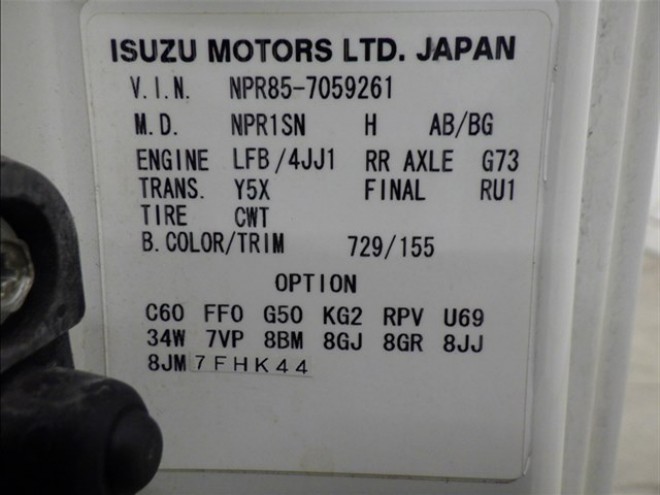 ISUZU MOTORS LTD. JAPAN
V.I.N. NPR85-7059261
M.D. NPR1SN H AB/BG
ENGINE LFB/4JJ1 RR AXLE G73
TRANS. Y5X FINAL RU1
TIRE CWT
B.COLOR/TRIM 729/155
OPTION
C60 FF0 G50 KG2 RPV U69
34W 7VP 8BM 8GJ 8GR 8JJ
8JM 7FHK44